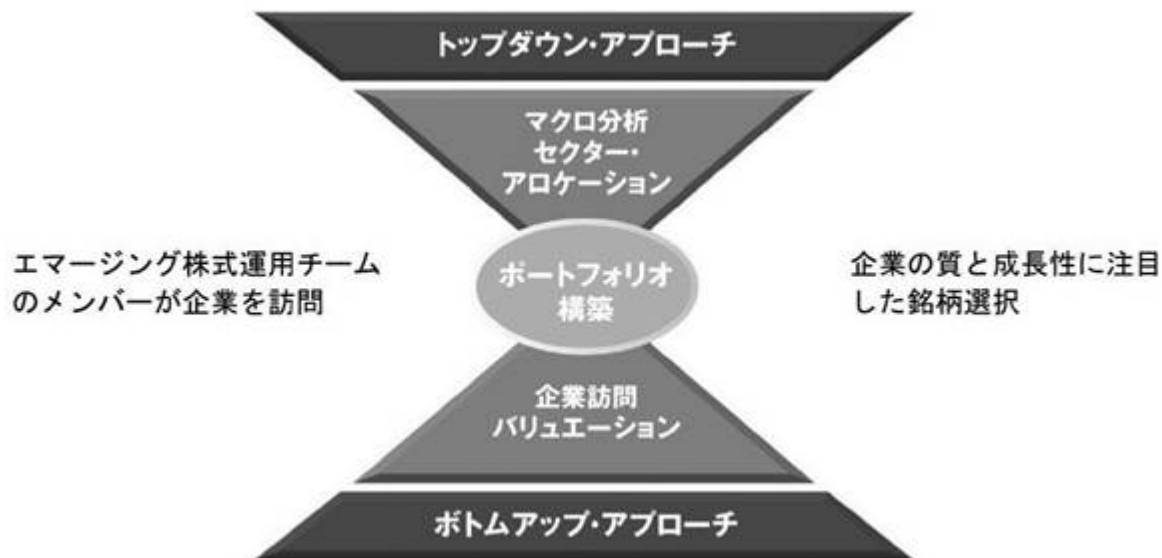 トップダウン・アプローチ
マクロ分析
セクター・
アロケーション
エマージング株式運用チーム
のメンバーが企業を訪問
ポートフォリオ
構築
企業の質と成長性に注目
した銘柄選択
企業訪問
バリュエーション
ボトムアップ・アプローチ